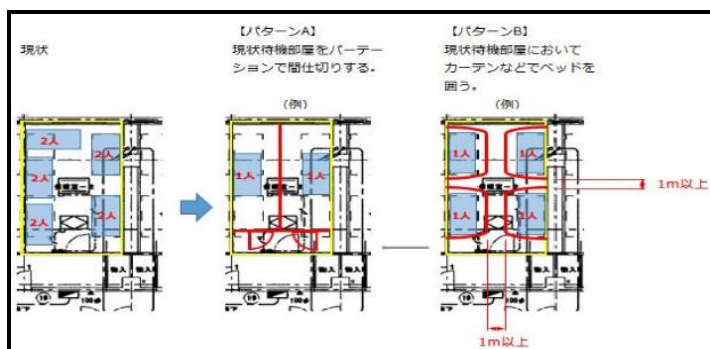 現状
【パターンA】
現状待機部屋をパーテー
ションで間仕切りする。
(例)
【パターンB】
現状待機部屋において
カーテンなどでベッドを
囲う。
(例)
2人
2人
2人
2人
2人
1人
1人
1人
1人
1人
1人
1m以上
1m以上